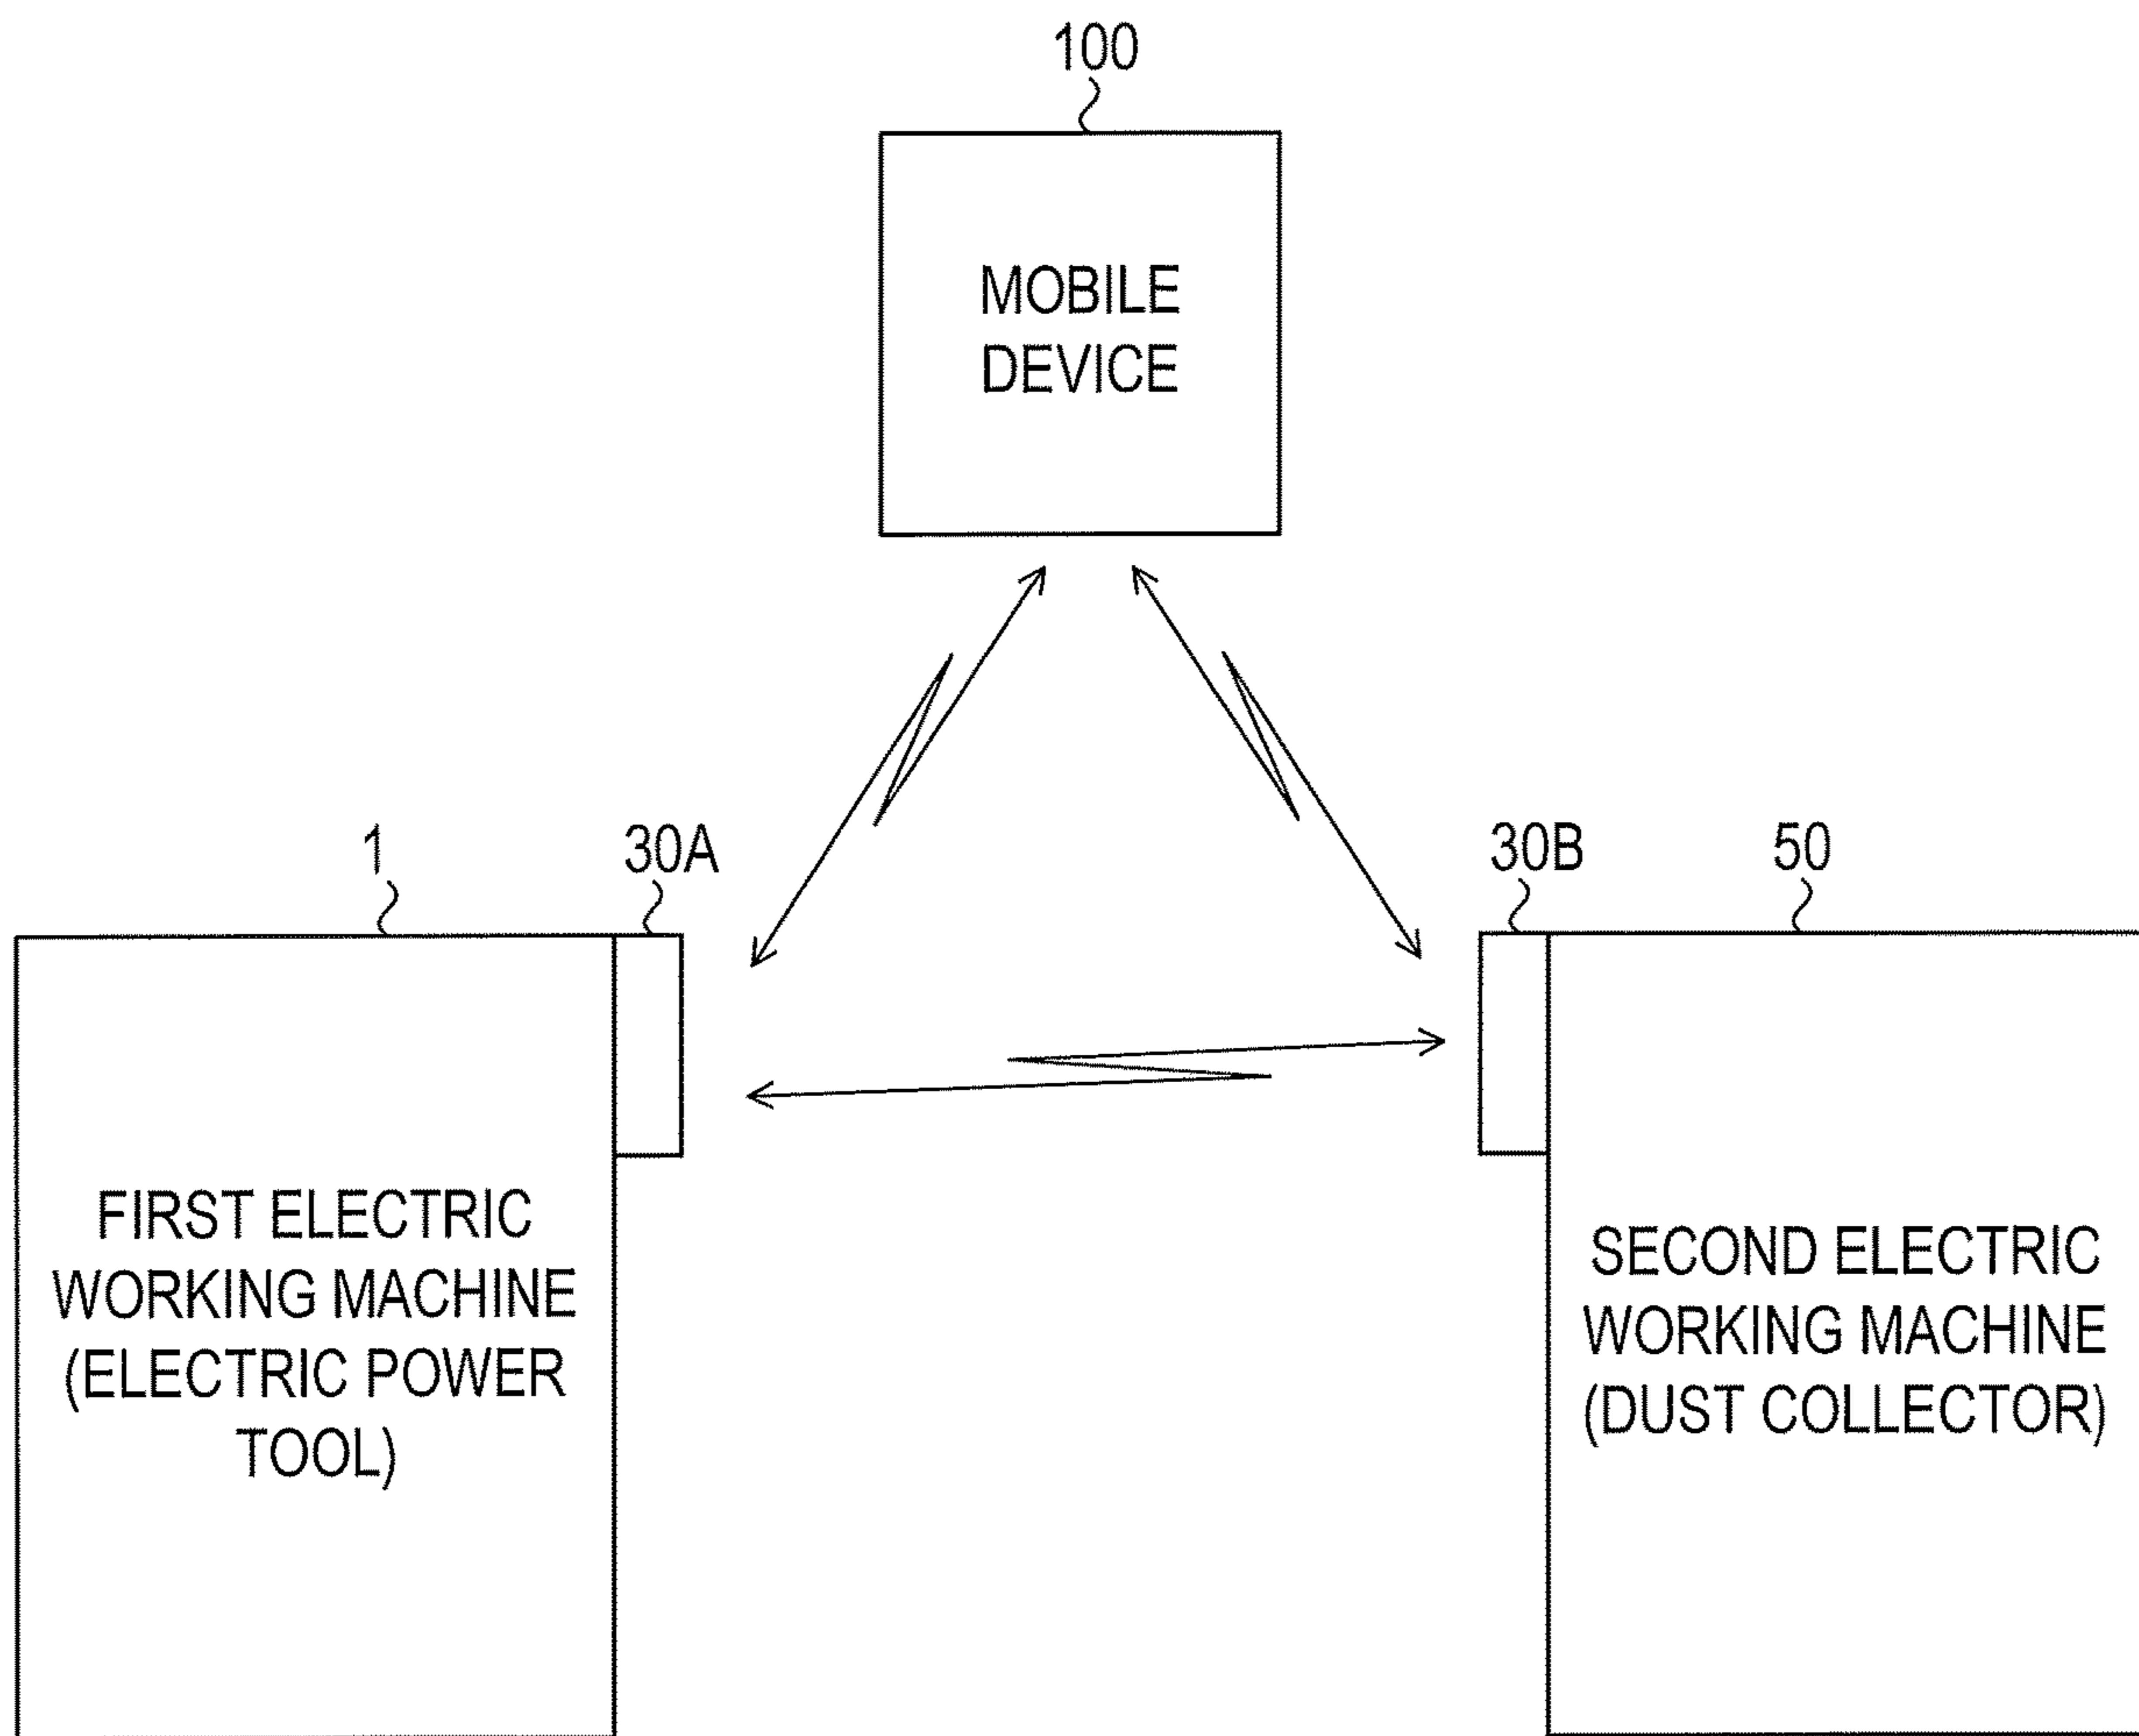 100
MOBILE
DEVICE
1
30A
30B
50
FIRST ELECTRIC
WORKING MACHINE
(ELECTRIC POWER
TOOL)
SECOND ELECTRIC
WORKING MACHINE
(DUST COLLECTOR)